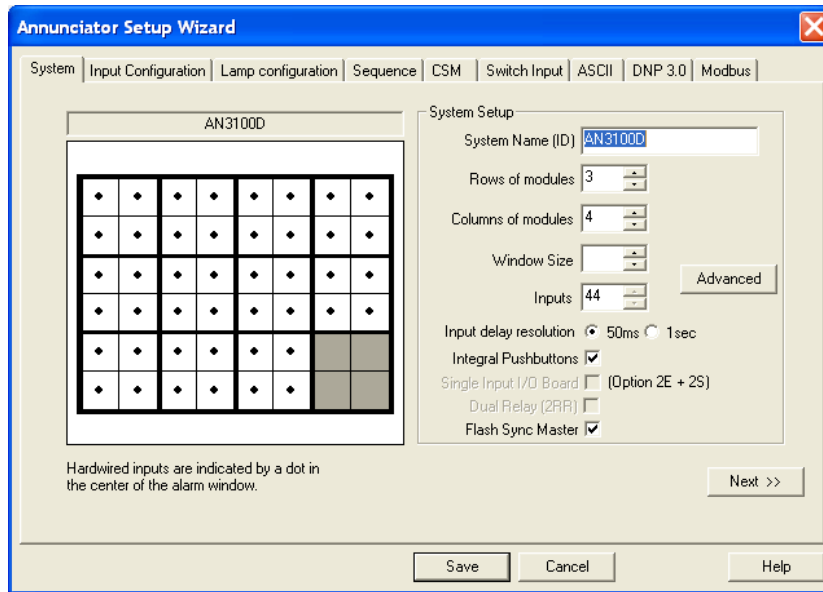 Annunciator Setup Wizard
System
Input Configuration
Lamp configuration
Sequence
CSM
Switch Input
ASCII
DNP 3.0
Modbus
AN3100D
System Setup
System Name (ID) AN3100D
Rows of modules 3
Columns of modules 4
Window Size
Inputs 44
Advanced
Input delay resolution 50ms 1sec
Integral Pushbuttons
Single Input I/O Board (Option 2E + 2S)
Dual Relay (2RR)
Flash Sync Master
Hardwired inputs are indicated by a dot in
the center of the alarm window.
Next >>
Save
Cancel
Help